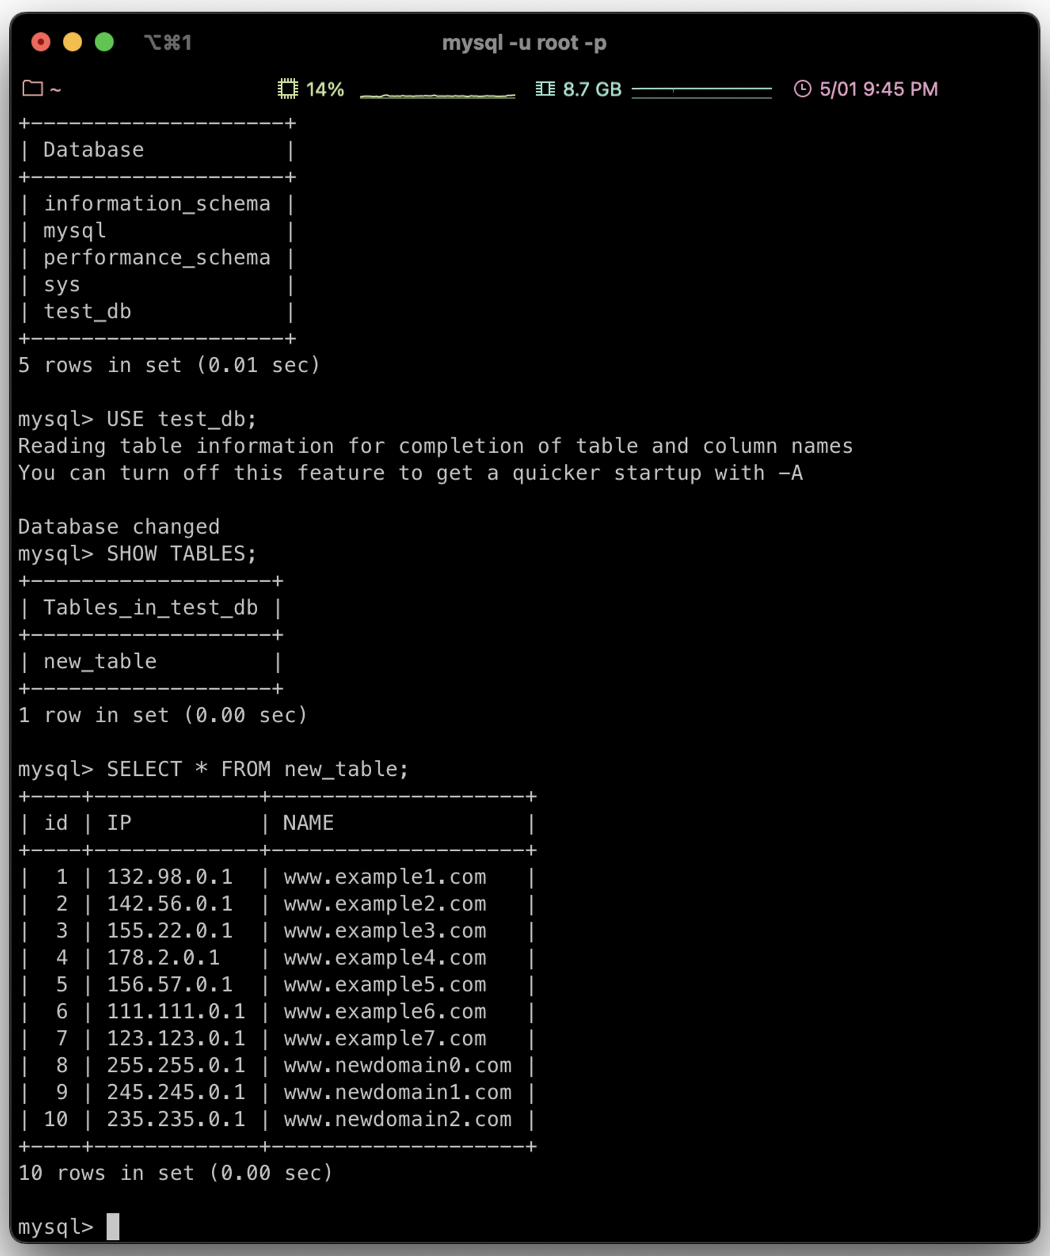 ⌥⌘1 mysql -u root -p
~ 14% 8.7 GB 5/01 9:45 PM
+--------------------+
| Database           |
+--------------------+
| information_schema |
| mysql              |
| performance_schema |
| sys                |
| test_db            |
+--------------------+
5 rows in set (0.01 sec)

mysql> USE test_db;
Reading table information for completion of table and column names
You can turn off this feature to get a quicker startup with -A

Database changed
mysql> SHOW TABLES;
+-------------------+
| Tables_in_test_db |
+-------------------+
| new_table         |
+-------------------+
1 row in set (0.00 sec)

mysql> SELECT * FROM new_table;
+----+-------------+--------------------+
| id | IP          | NAME               |
+----+-------------+--------------------+
|  1 | 132.98.0.1  | www.example1.com   |
|  2 | 142.56.0.1  | www.example2.com   |
|  3 | 155.22.0.1  | www.example3.com   |
|  4 | 178.2.0.1   | www.example4.com   |
|  5 | 156.57.0.1  | www.example5.com   |
|  6 | 111.111.0.1 | www.example6.com   |
|  7 | 123.123.0.1 | www.example7.com   |
|  8 | 255.255.0.1 | www.newdomain0.com |
|  9 | 245.245.0.1 | www.newdomain1.com |
| 10 | 235.235.0.1 | www.newdomain2.com |
+----+-------------+--------------------+
10 rows in set (0.00 sec)

mysql>